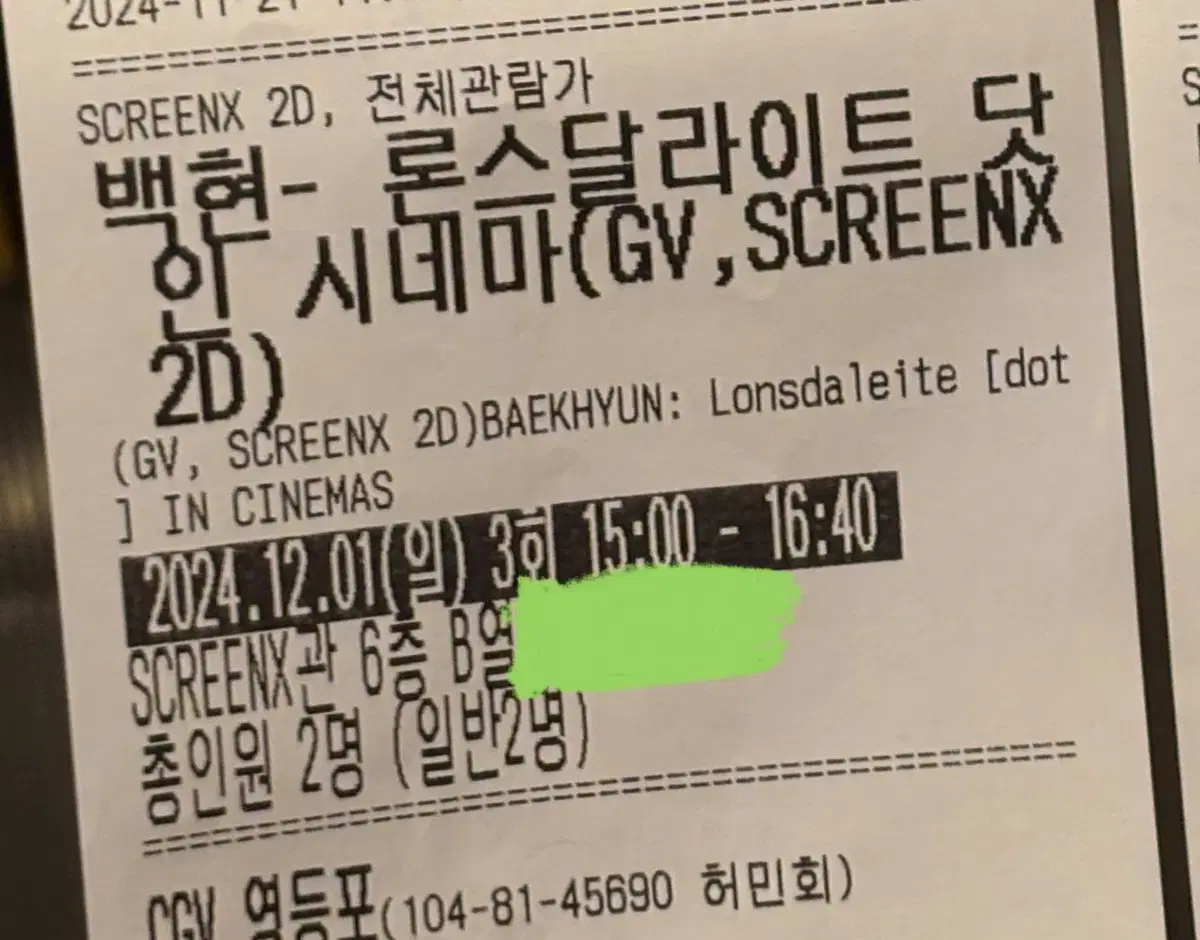 2024-11-21
SCREENX 2D, 전체관람가
백현- 론스달라이트 닷
인 시네마(GV,SCREENX
2D)
(GV, SCREENX 2D)BAEKHYUN: Lonsdaleite [dot
] IN CINEMAS
2024.12.01(일) 3회 15:00 - 16:40
SCREENX관 6층 B열
총인원 2명 (일반2명)
CGV 영등포(104-81-45690 허민회)